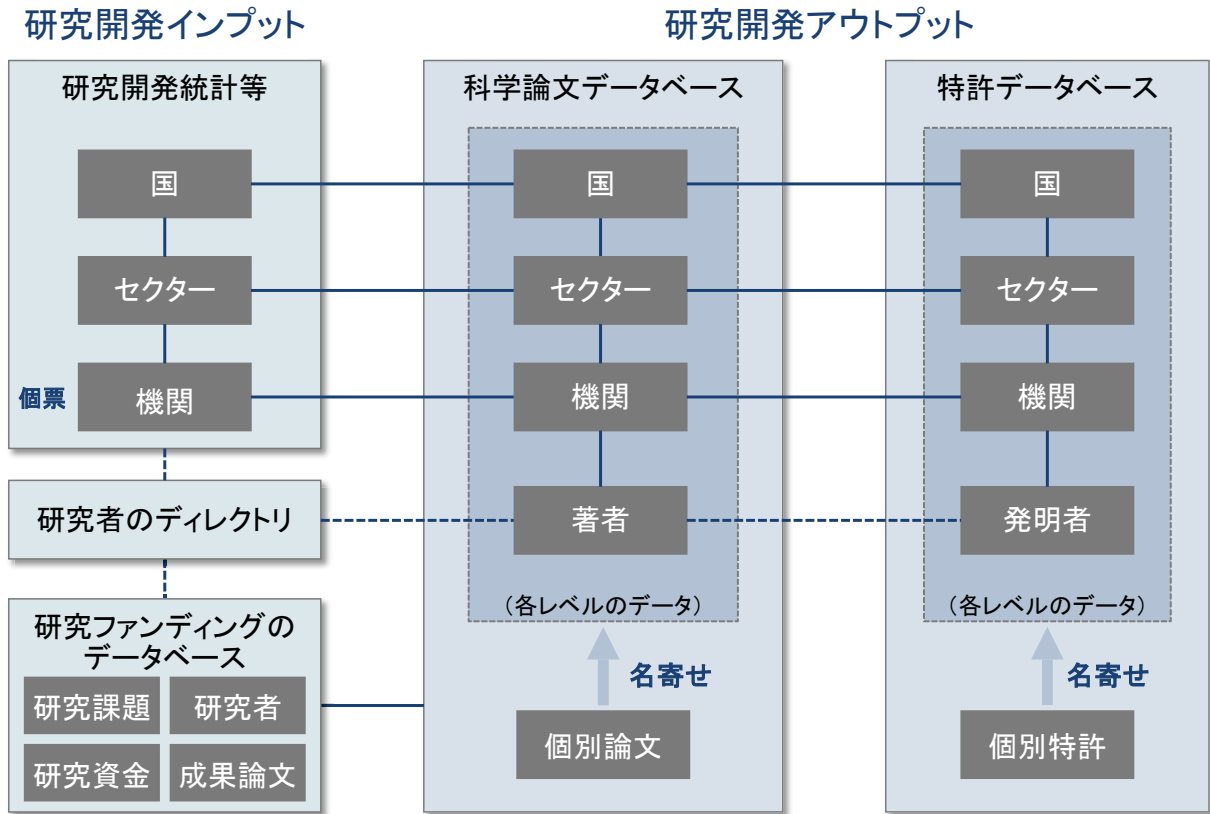 研究開発インプット
研究開発アウトプット
研究開発統計等
国
セクター
個票
機関
研究者のディレクトリ
研究ファンディングの
データベース
研究課題
研究者
研究資金
成果論文
科学論文データベース
国
セクター
機関
著者
(各レベルのデータ)
名寄せ
個別論文
特許データベース
国
セクター
機関
発明者
(各レベルのデータ)
名寄せ
個別特許